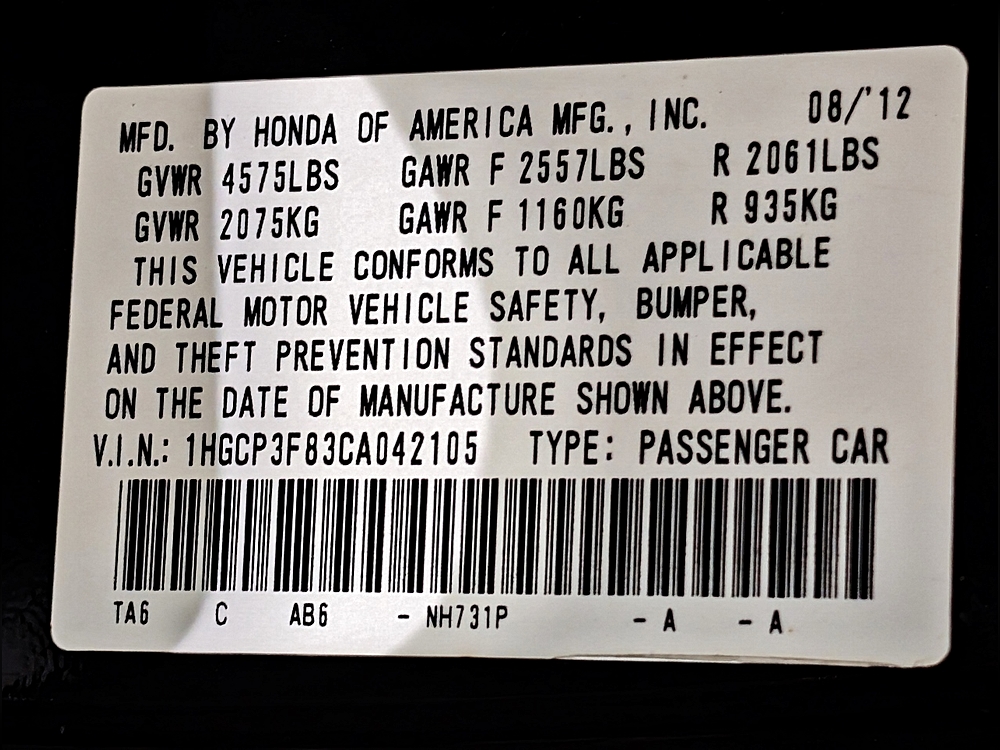 MFD. BY HONDA OF AMERICA MFG., INC. 08/'12
GVWR 4575LBS GAWR F 2557LBS R 2061LBS
GVWR 2075KG GAWR F 1160KG R 935KG
THIS VEHICLE CONFORMS TO ALL APPLICABLE
FEDERAL MOTOR VEHICLE SAFETY, BUMPER,
AND THEFT PREVENTION STANDARDS IN EFFECT
ON THE DATE OF MANUFACTURE SHOWN ABOVE.
V.I.N.: 1HGCP3F83CA042105 TYPE: PASSENGER CAR
TA6 C AB6 - NH731P - A - A